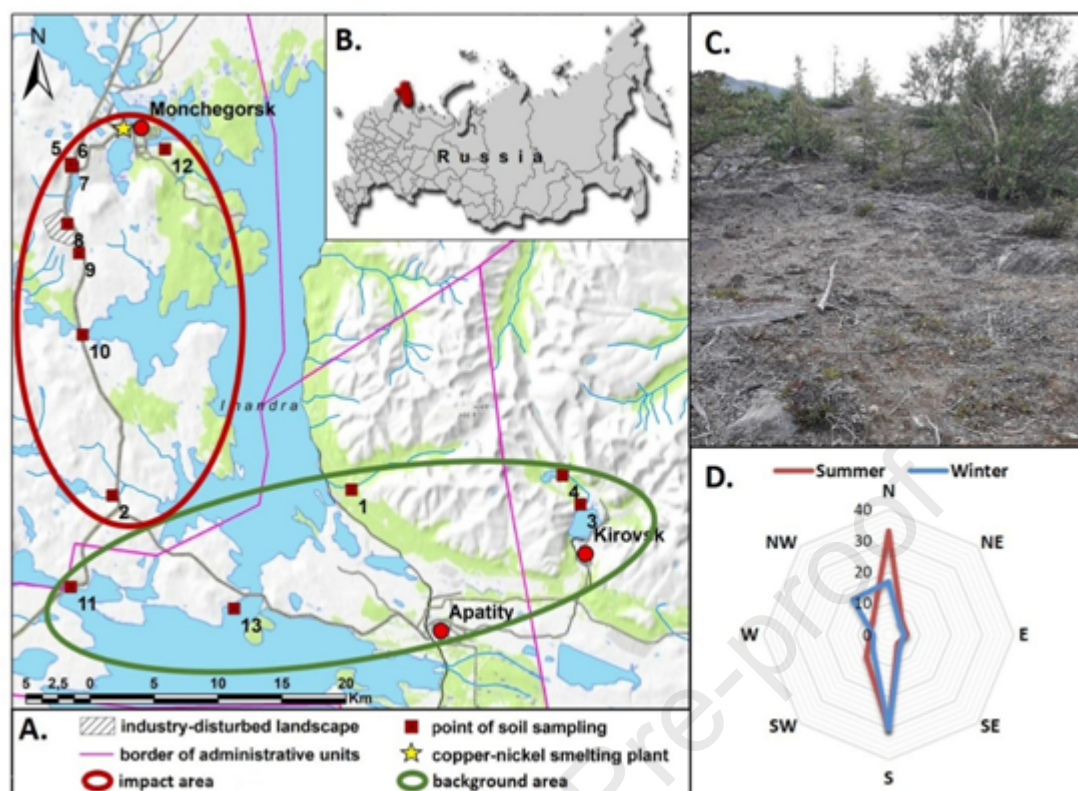 A.
N
Monchegorsk
5
6
7
12
8
9
10
Imandra
2
1
4
3
Kirovsk
11
13
Apatity
5 2,5 0 5 10 20
Km
industry-disturbed landscape
point of soil sampling
border of administrative units
copper-nickel smelting plant
impact area
background area
B.
Russia
C.
D.
Summer Winter
N
40
30
20
10
0
NE
E
SE
S
SW
W
NW
Pre-proof